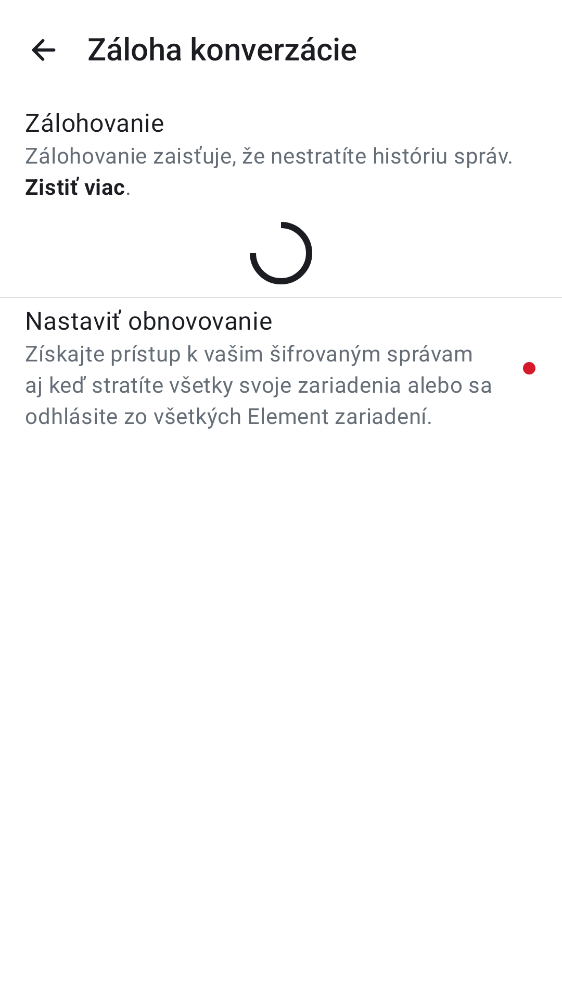 Záloha konverzácie
Zálohovanie
Zálohovanie zaisťuje, že nestratíte históriu správ.
Zistiť viac.
Nastaviť obnovovanie
Získajte prístup k vašim šifrovaným správam
aj keď stratíte všetky svoje zariadenia alebo sa
odhlásite zo všetkých Element zariadení.